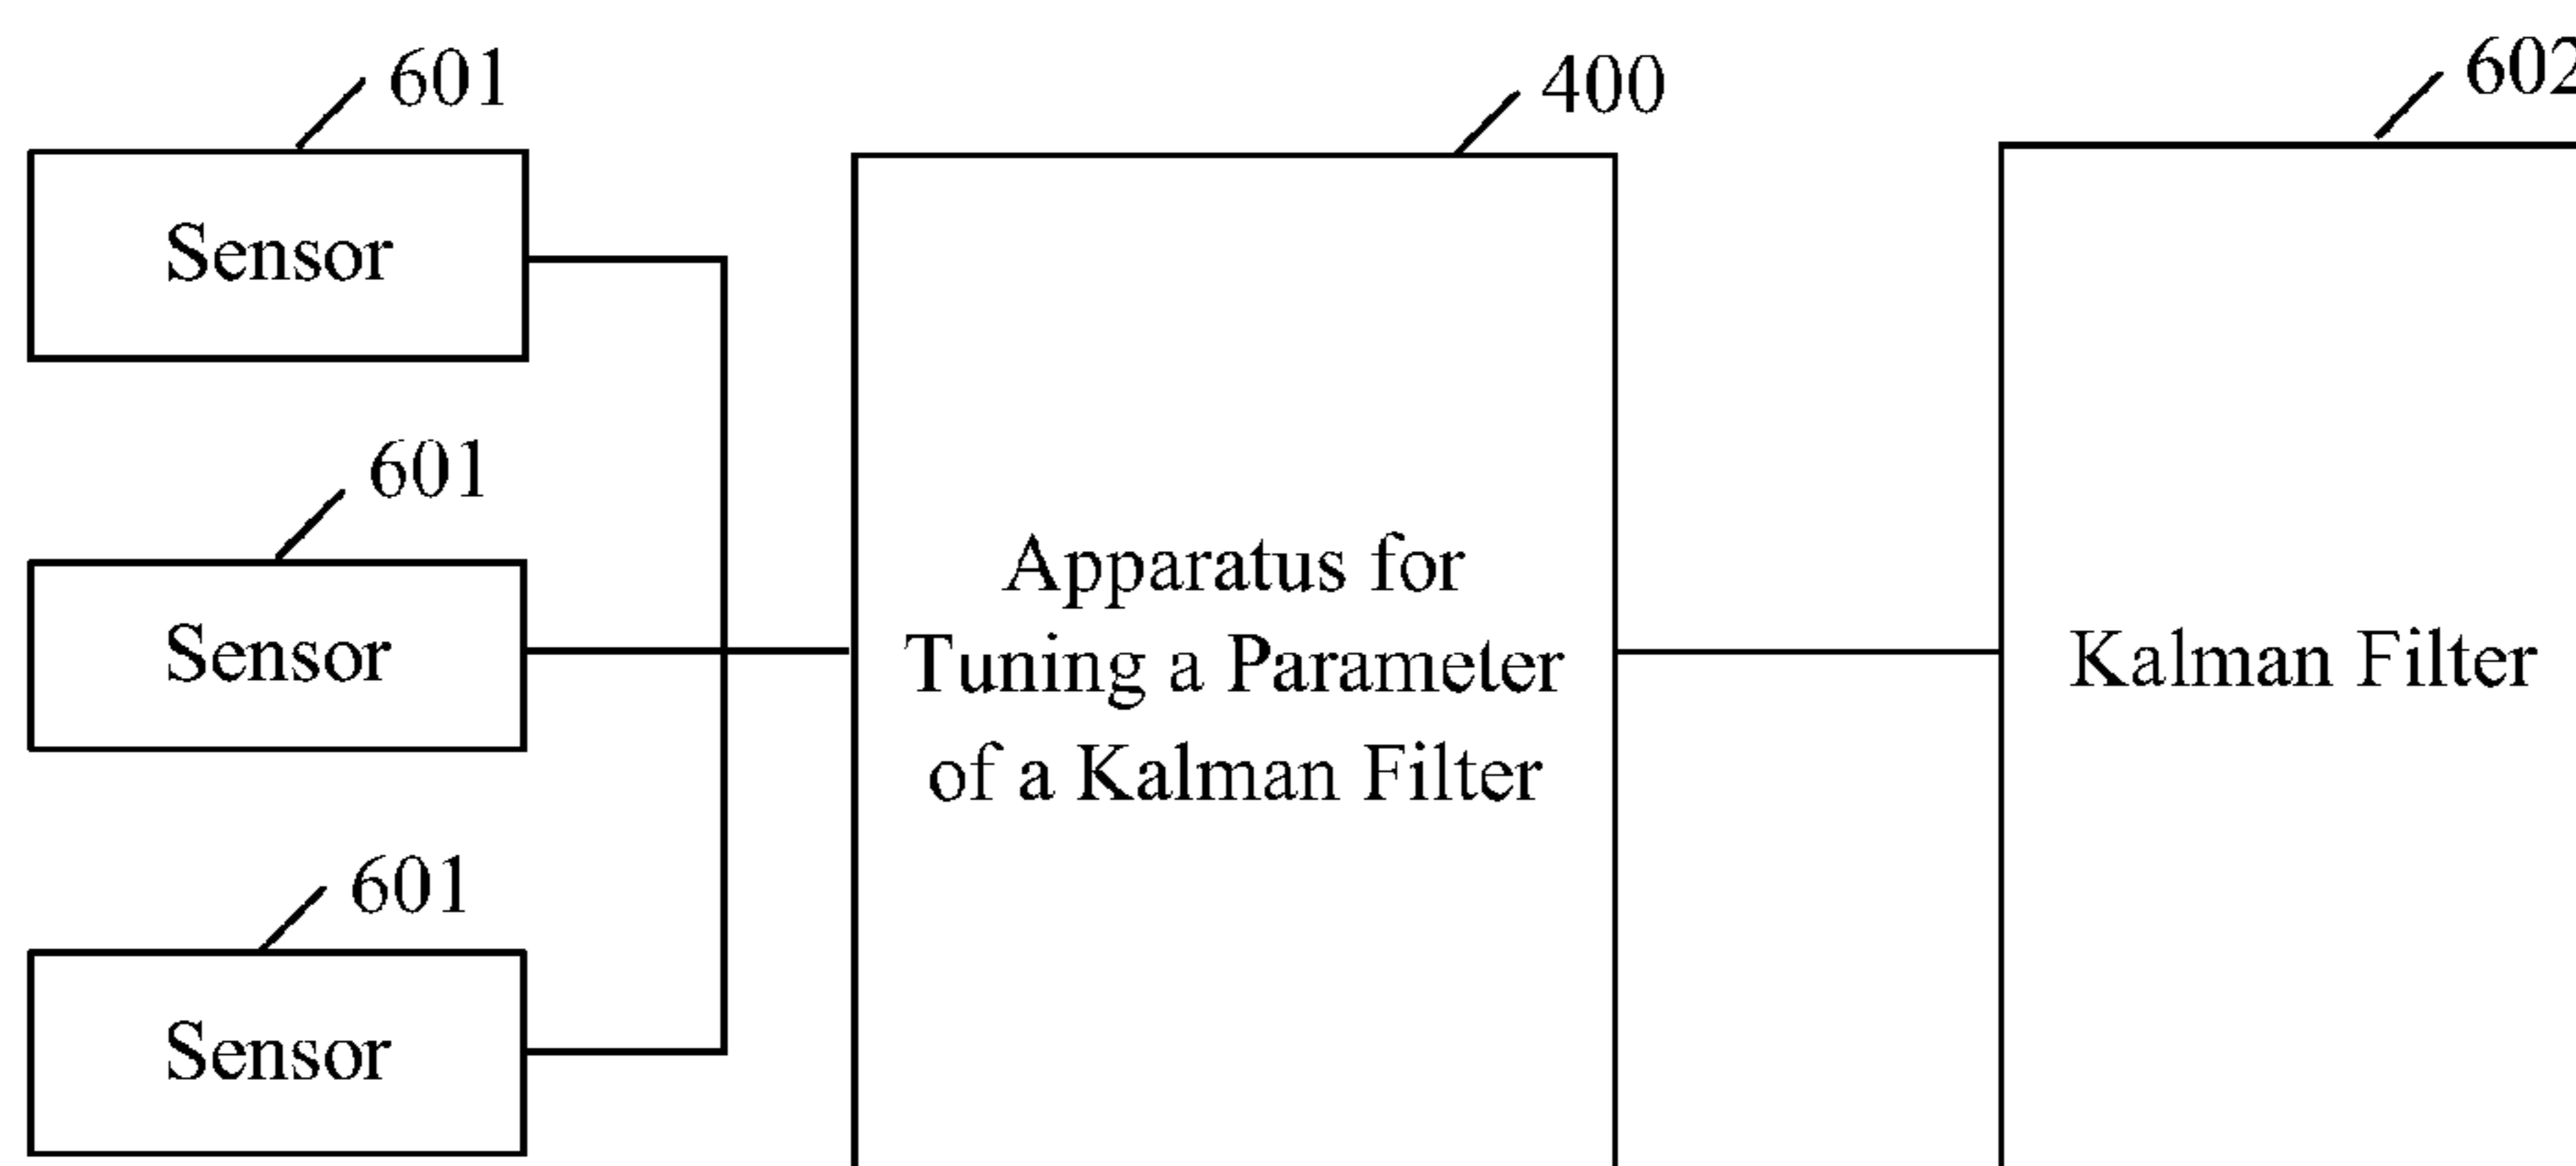 601
400
602
Sensor
601
Sensor
Apparatus for
Tuning a Parameter
of a Kalman Filter
Kalman Filter
601
Sensor